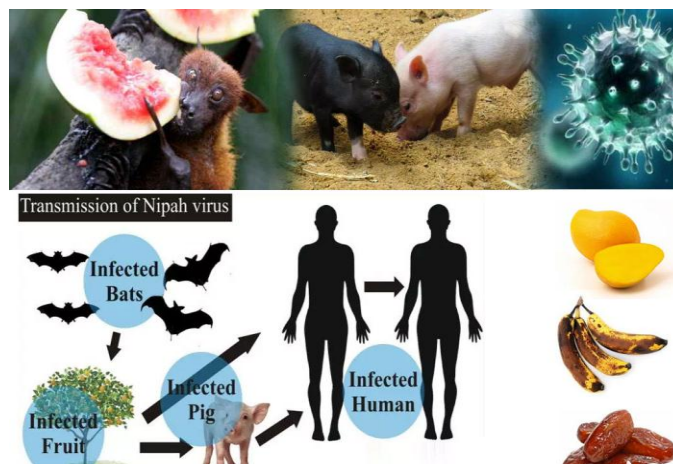 Transmission of Nipah virus
Infected
Bats
Infected
Pig
Infected
Fruit
Infected
Human